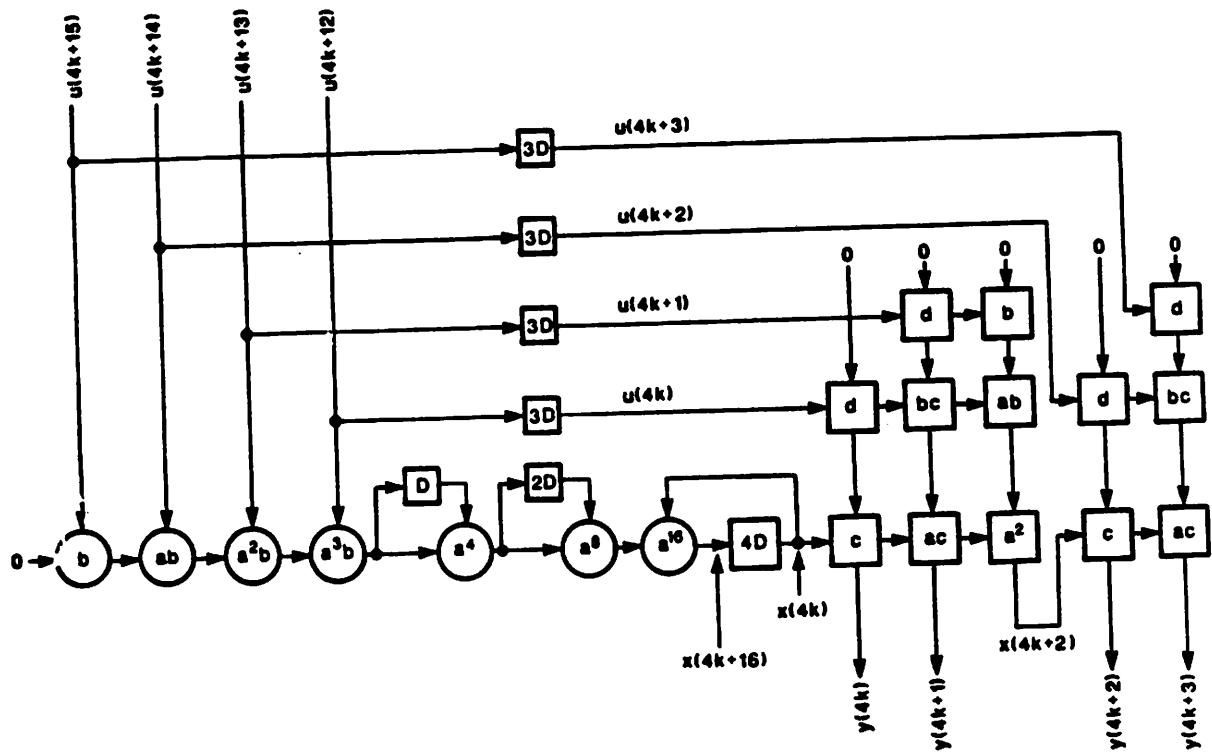 u(4k+15)
u(4k+14)
u(4k+13)
u(4k+12)
u(4k+3)
3D
u(4k+2)
3D
0
0
0
0
0
u(4k+1)
3D
d
b
d
u(4k)
3D
d
bc
ab
d
bc
D
2D
0
b
ab
a²b
a³b
a⁴
a⁸
a¹⁶
4D
c
ac
a²
c
ac
x(4k)
x(4k+16)
x(4k+2)
y(4k)
y(4k+1)
y(4k+2)
y(4k+3)